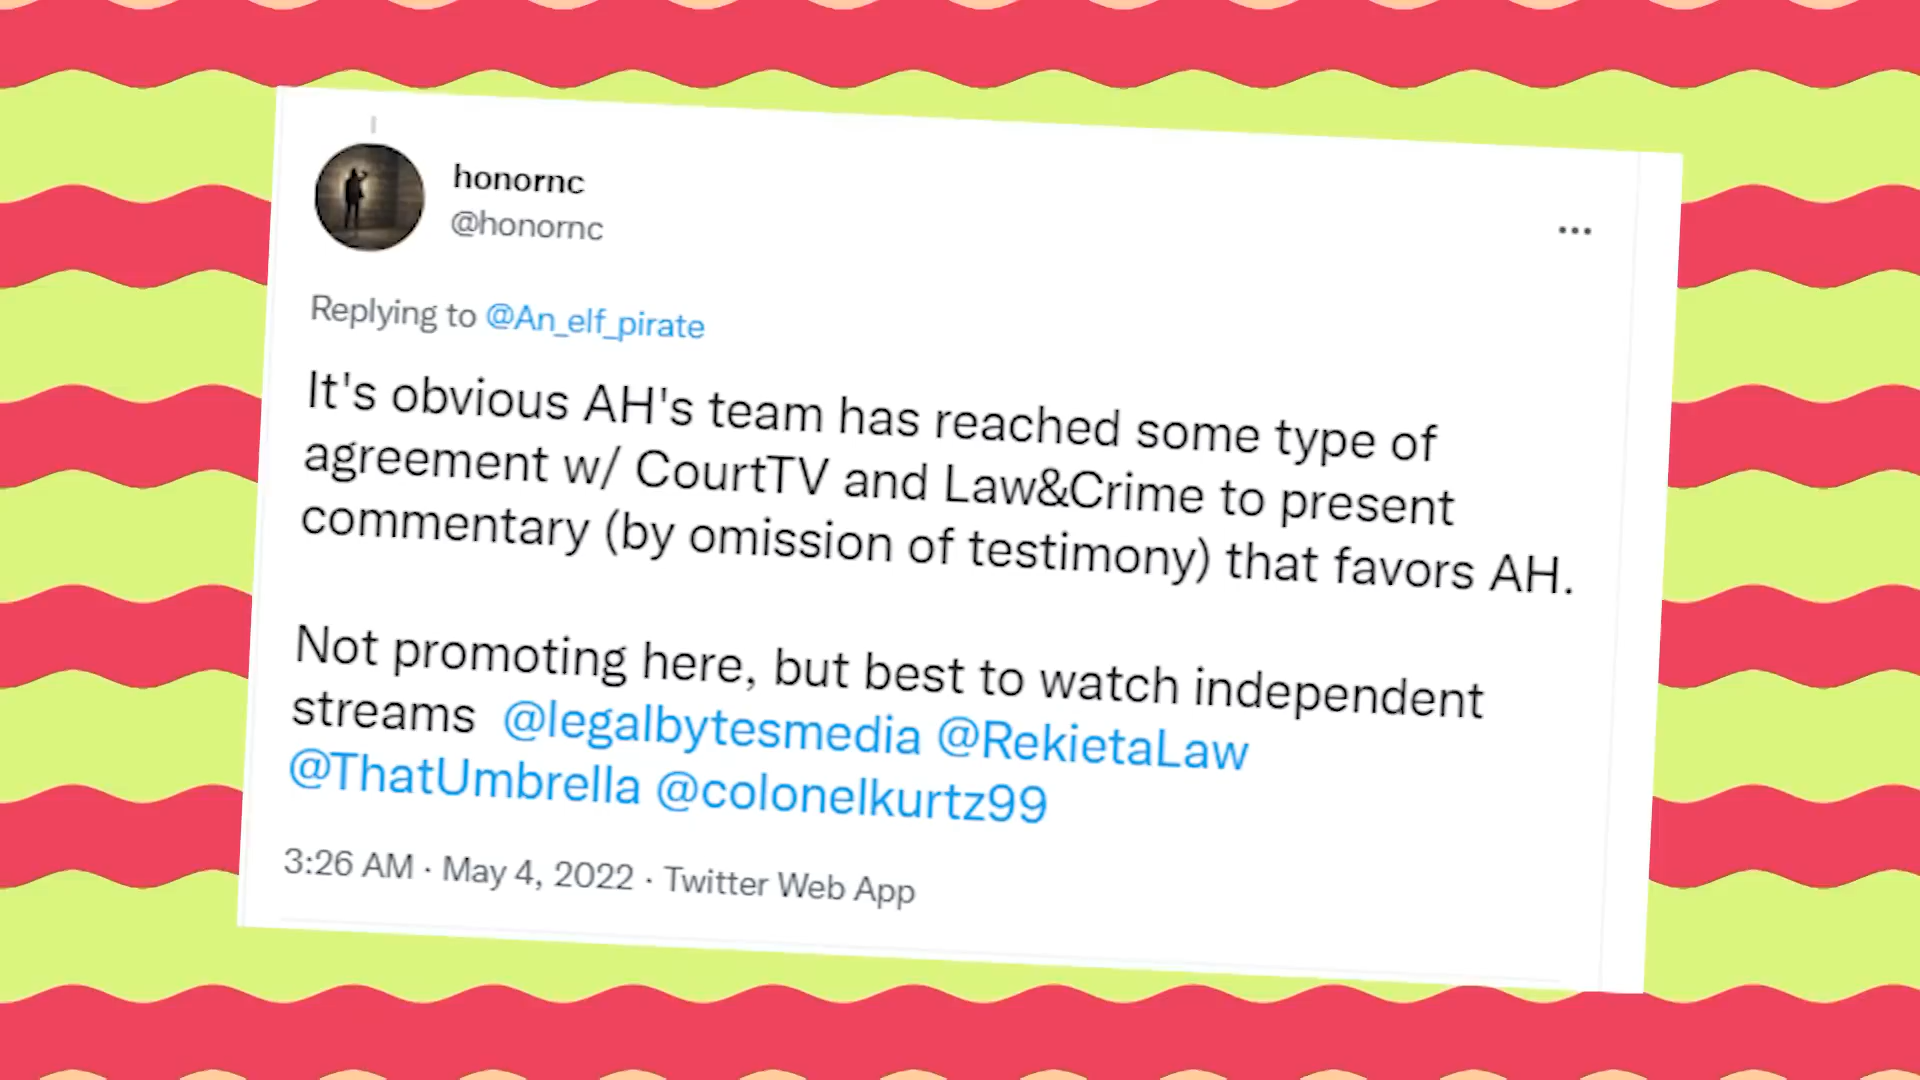 honornc
@honornc
Replying to @An_elf_pirate
It's obvious AH's team has reached some type of
agreement w/ CourtTV and Law&Crime to present
commentary (by omission of testimony) that favors AH.
Not promoting here, but best to watch independent
streams @legalbytesmedia @RekietaLaw
@ThatUmbrella @colonelkurtz99
3:26 AM · May 4, 2022 · Twitter Web App